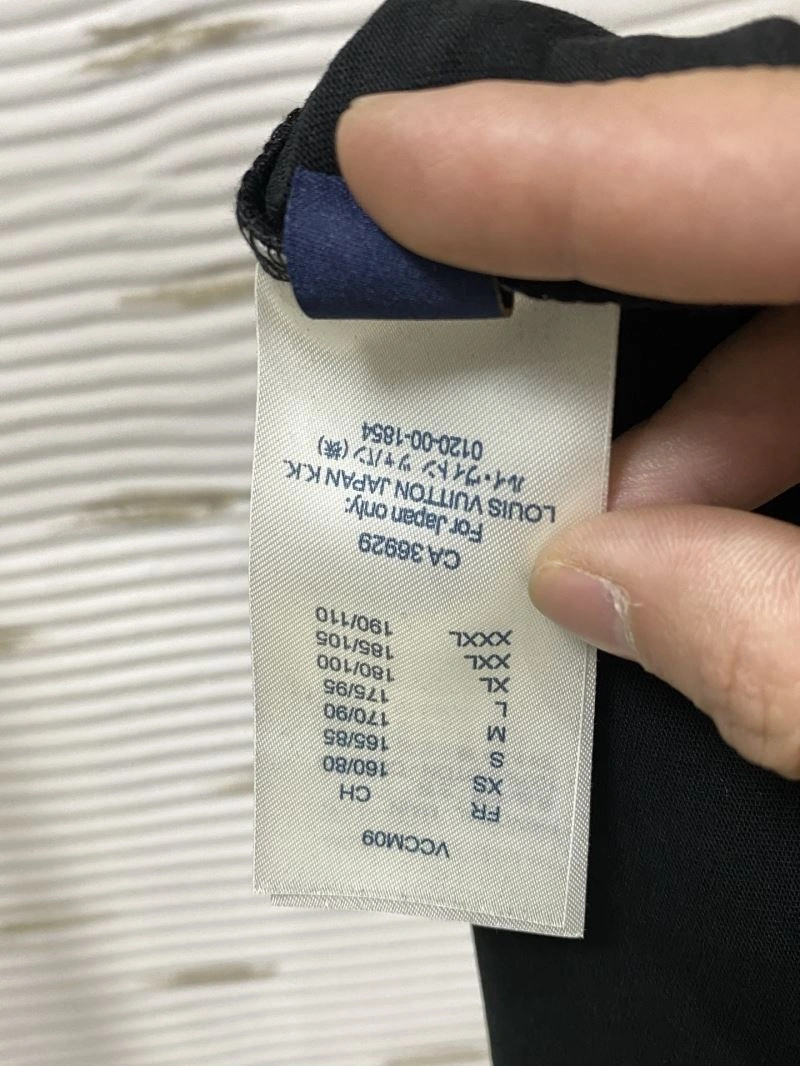 VCCM09
FR CH
XS 160/80
S 165/85
M 170/90
L 175/95
XL 180/100
XXL 185/105
XXXL 190/110
CA 36929
For Japan only:
LOUIS VUITTON JAPAN K.K.
ルイ・ヴィトン ジャパン (株)
0120-00-1854